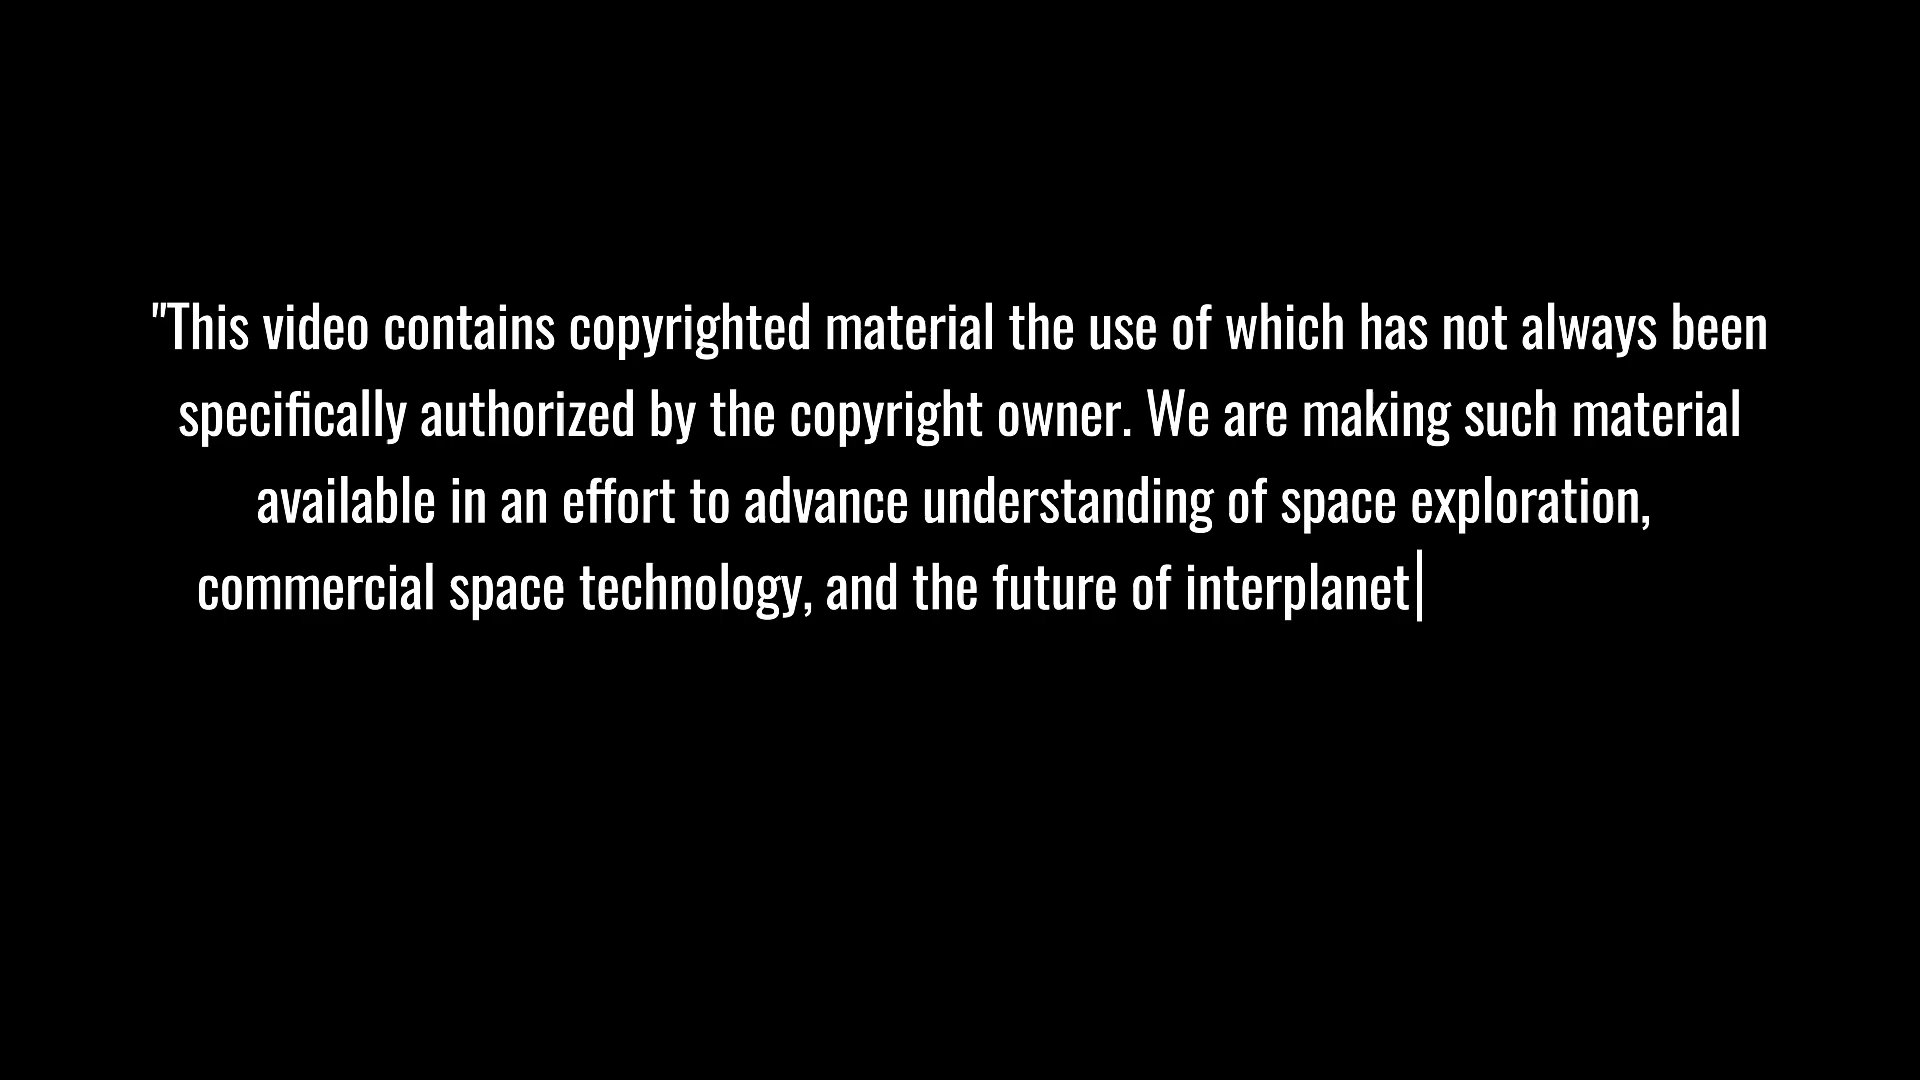 "This video contains copyrighted material the use of which has not always been
specifically authorized by the copyright owner. We are making such material
available in an effort to advance understanding of space exploration,
commercial space technology, and the future of interplanet